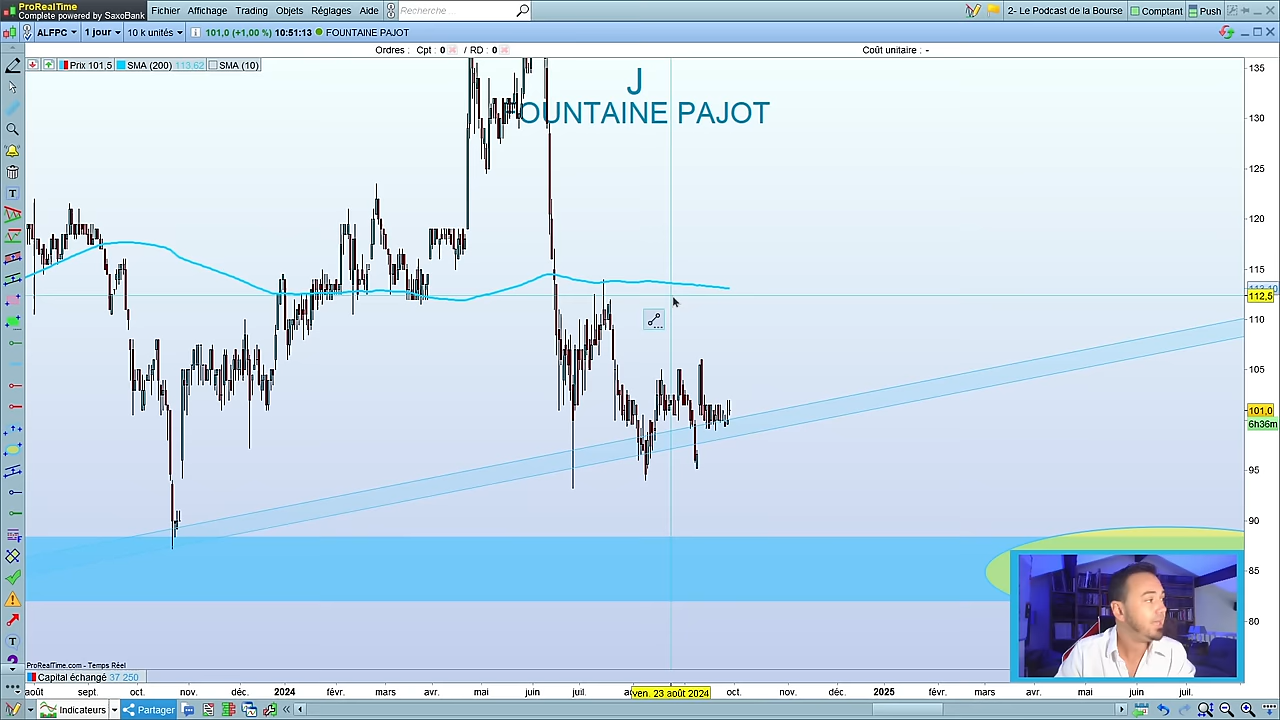 ProRealTime
Complete powered by SaxoBank
Fichier Affichage Trading Objets Réglages Aide Recherche... 2- Le Podcast de la Bourse Comptant Push
ALFPC 1 jour 10 k unités 101,0 (+1,00 %) 10:51:13 FOUNTAINE PAJOT
Ordres : Cpt : 0 / RD : 0 Coût unitaire : -
Prix 101,5 SMA (200) 113.62 SMA (10)
J
OUNTAINE PAJOT
135
130
125
120
115
112,5
110
105
101,0
6h36m
95
90
85
80
ProRealTime.com - Temps Réel
Capital échangé 37 250
août sept. oct. nov. déc. 2024 févr. mars avr. mai juin juil. a ven. 23 août 2024 oct. nov. déc. 2025 févr. mars avr. mai juin juil.
Indicateurs Partager